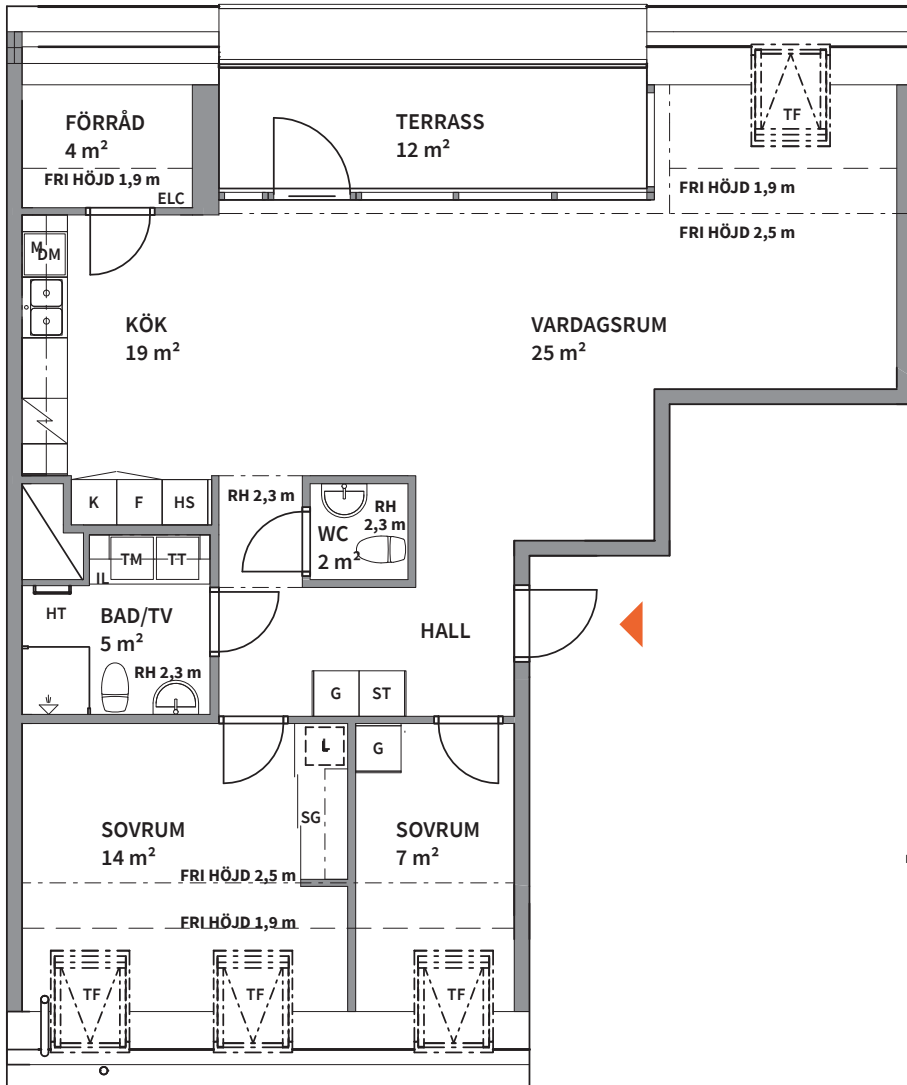 FÖRRÅD
4 m²
FRI HÖJD 1,9 m
ELC
TERRASS
12 m²
TF
FRI HÖJD 1,9 m
FRI HÖJD 2,5 m
M
DM
KÖK
19 m²
VARDAGSRUM
25 m²
K
F
HS
RH 2,3 m
WC
2 m²
RH
2,3 m
TM
TT
IL
HT
BAD/TV
5 m²
RH 2,3 m
HALL
G
ST
L
G
SG
SOVRUM
14 m²
SOVRUM
7 m²
FRI HÖJD 2,5 m
FRI HÖJD 1,9 m
TF
TF
TF